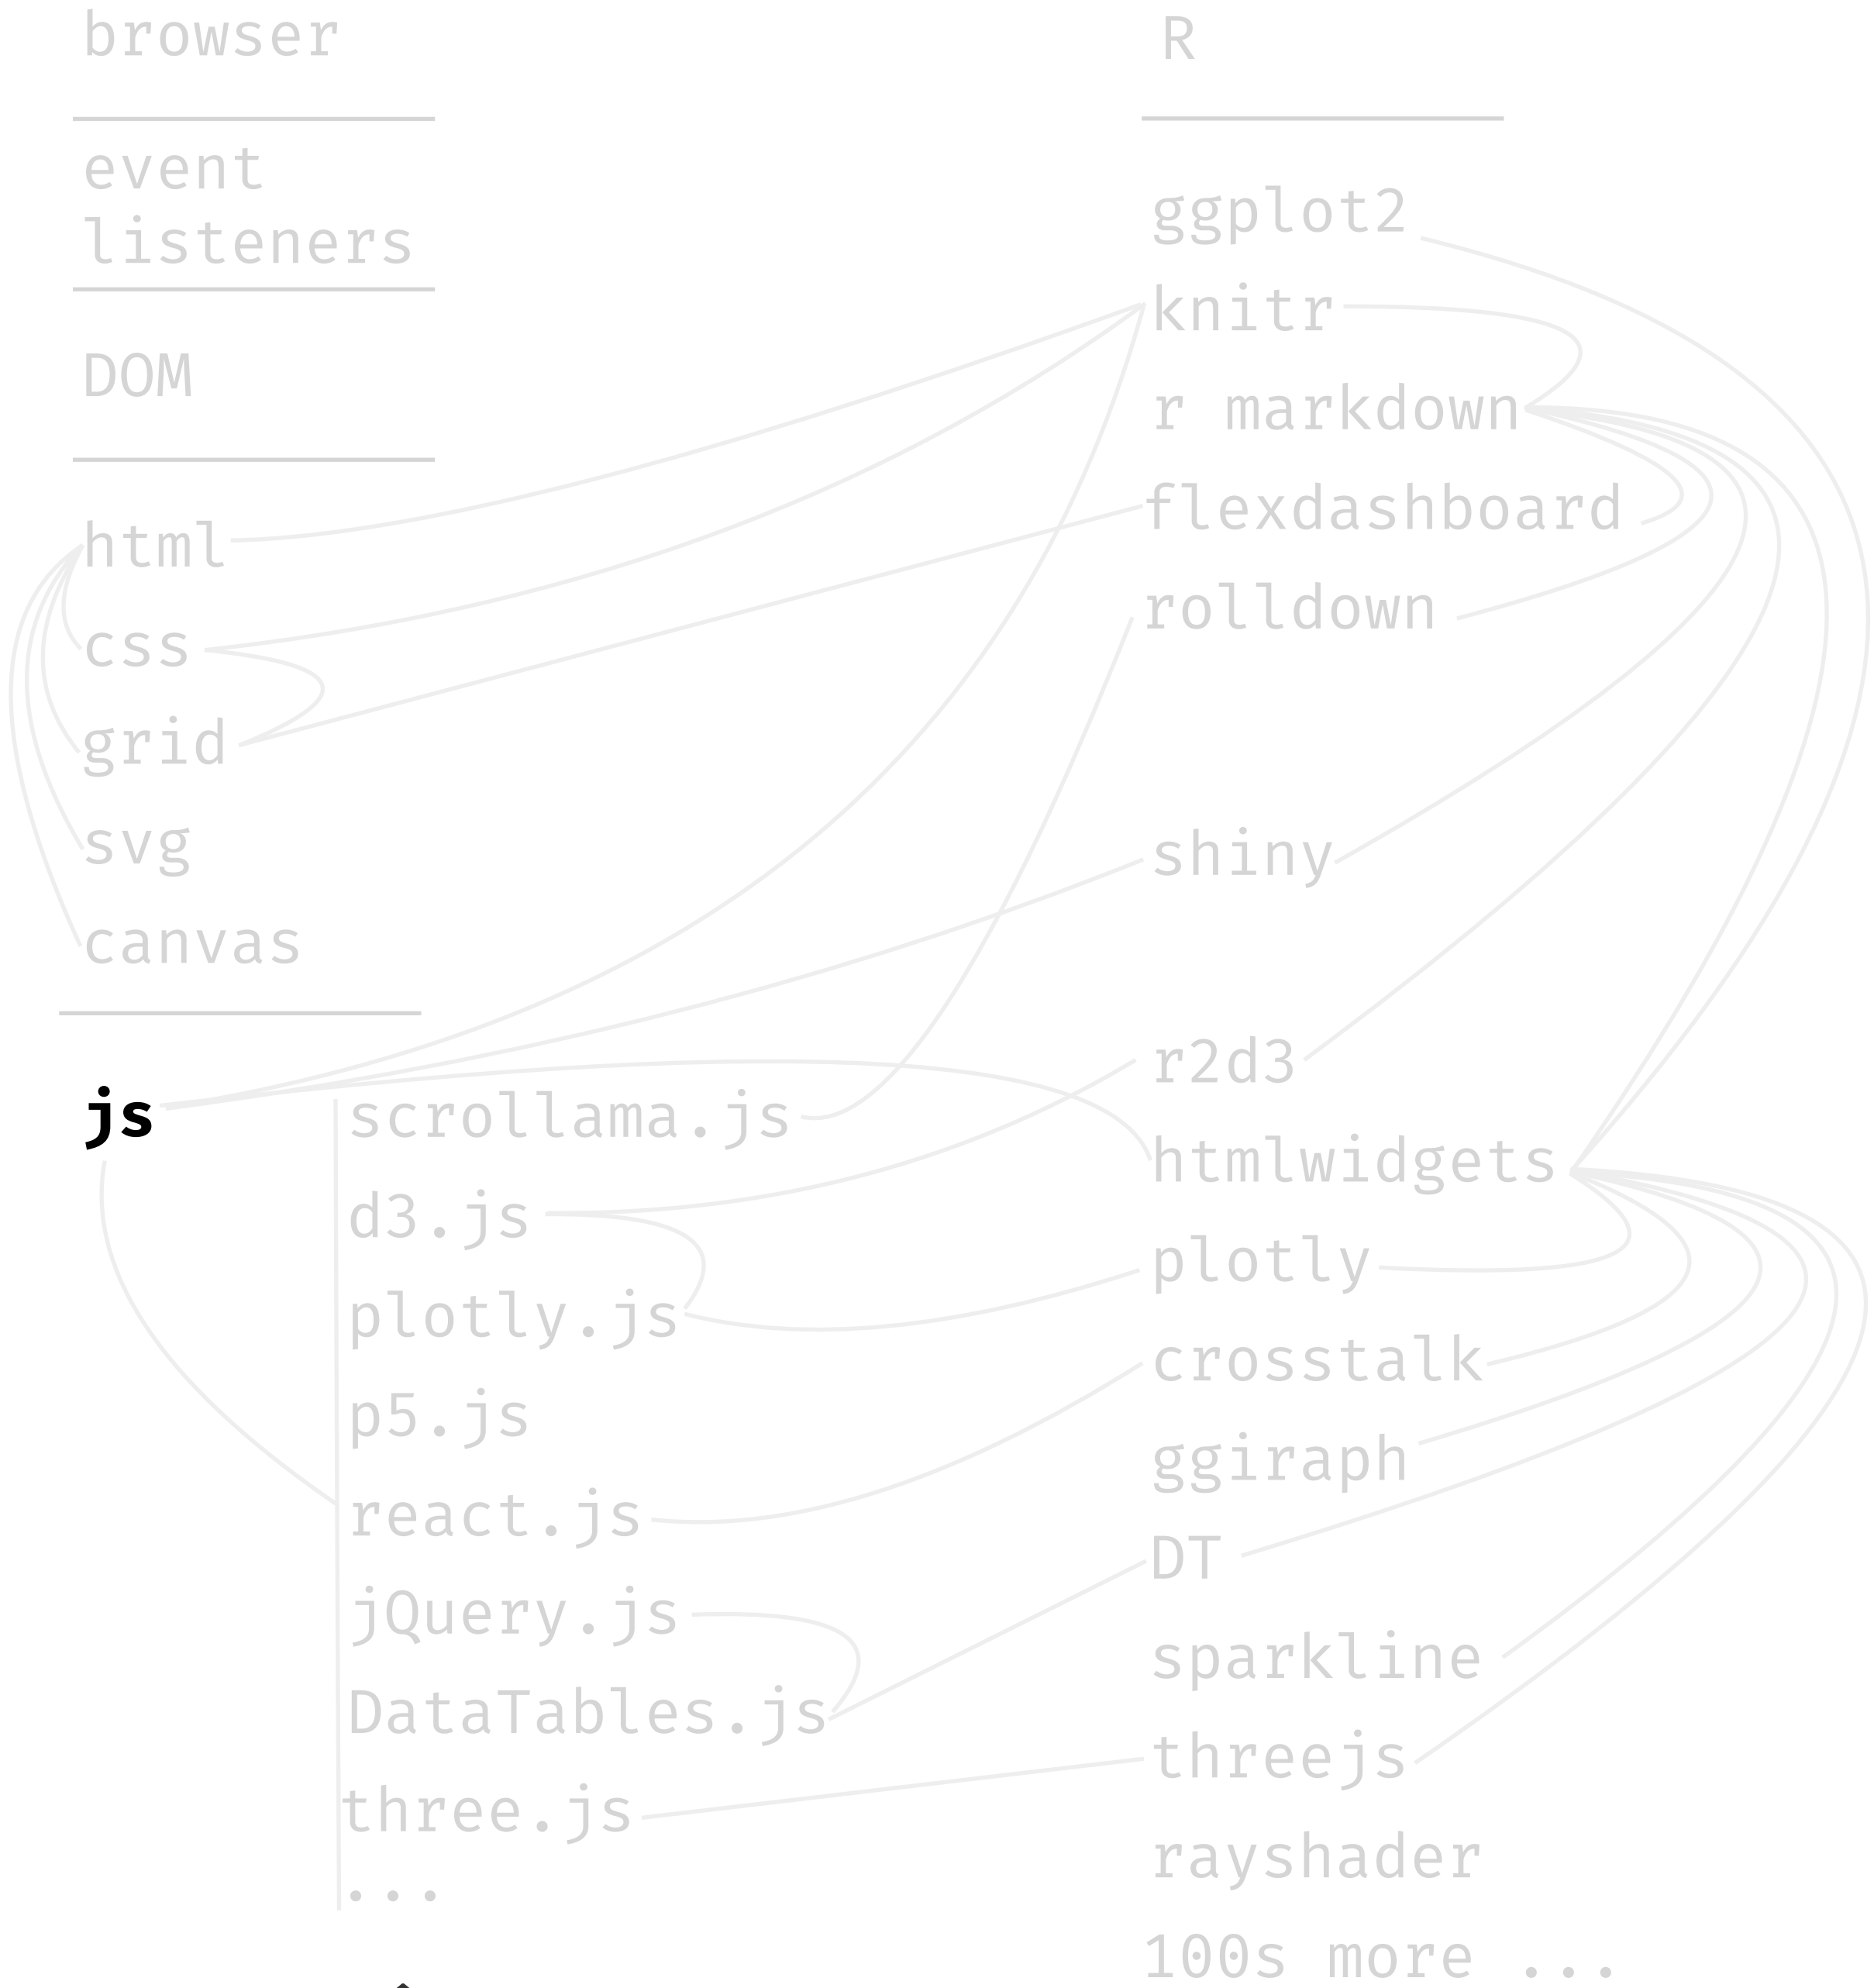 browser
event
listeners
DOM
html
css
grid
svg
canvas
js
scrollama.js
d3.js
plotly.js
p5.js
react.js
jQuery.js
DataTables.js
three.js
...
R
ggplot2
knitr
r markdown
flexdashboard
rolldown
shiny
r2d3
htmlwidgets
plotly
crosstalk
ggiraph
DT
sparkline
threejs
rayshader
100s more ...